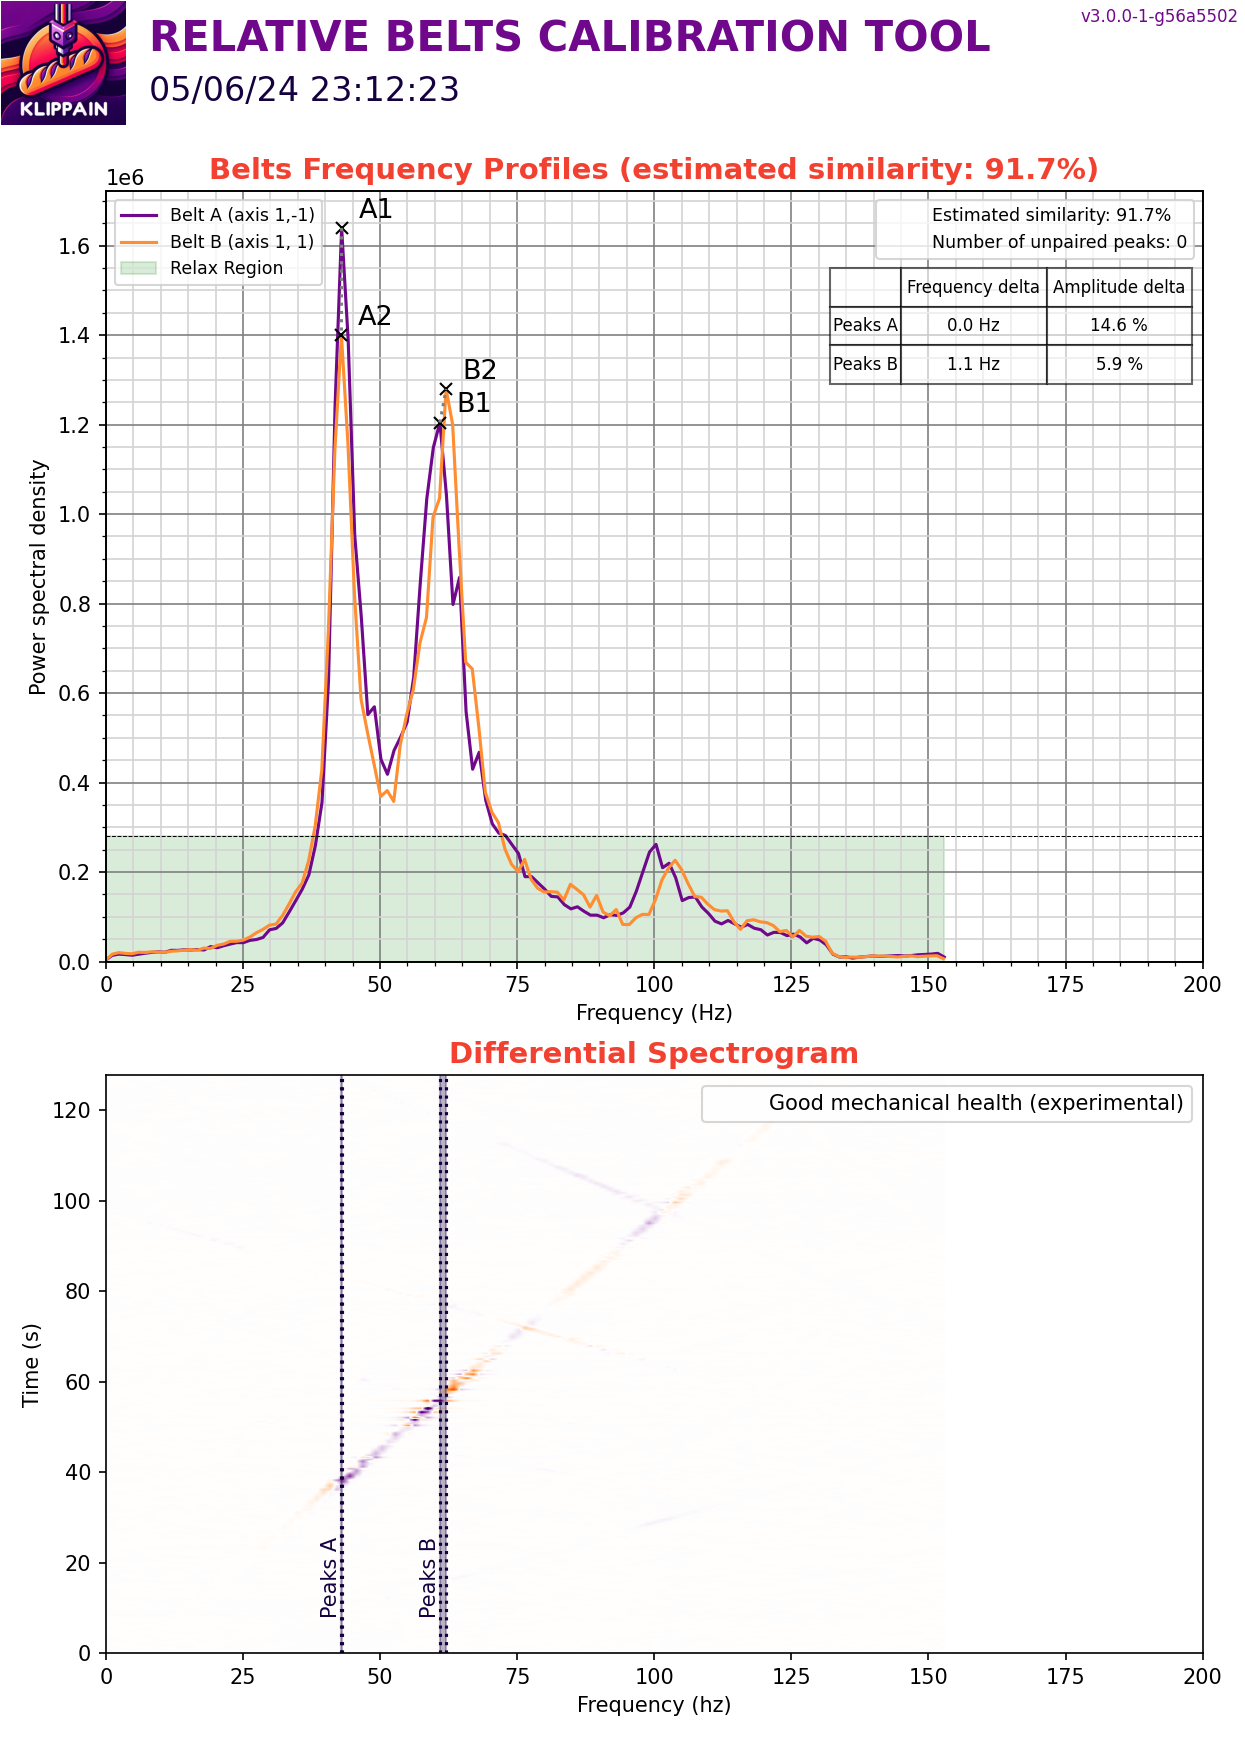 v3.0.0-1-g56a5502
RELATIVE BELTS CALIBRATION TOOL
05/06/24 23:12:23
KLIPPAIN
Belts Frequency Profiles (estimated similarity: 91.7%)
1e6
Belt A (axis 1,-1)
Belt B (axis 1, 1)
Relax Region
Estimated similarity: 91.7%
Number of unpaired peaks: 0
Frequency delta Amplitude delta
Peaks A 0.0 Hz 14.6 %
Peaks B 1.1 Hz 5.9 %
A1
A2
B2
B1
Power spectral density
1.6
1.4
1.2
1.0
0.8
0.6
0.4
0.2
0.0
0 25 50 75 100 125 150 175 200
Frequency (Hz)
Differential Spectrogram
Good mechanical health (experimental)
Time (s)
120
100
80
60
40
20
0
Peaks A
Peaks B
0 25 50 75 100 125 150 175 200
Frequency (hz)